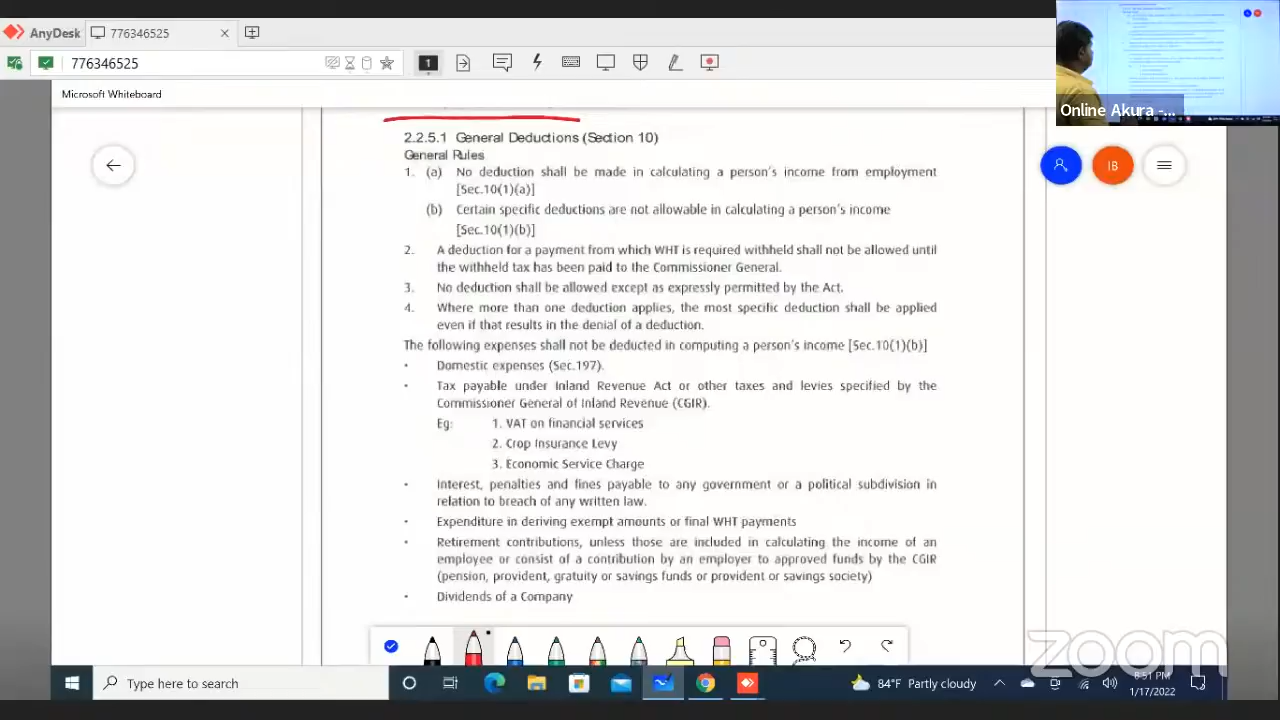 AnyDesk
776346525
776346525
1
Microsoft Whiteboard
Online Akura -...
IB
2.2.5.1 General Deductions (Section 10)
General Rules
1. (a) No deduction shall be made in calculating a person's income from employment
[Sec.10(1)(a)]
(b) Certain specific deductions are not allowable in calculating a person's income
[Sec.10(1)(b)]
2. A deduction for a payment from which WHT is required withheld shall not be allowed until
the withheld tax has been paid to the Commissioner General.
3. No deduction shall be allowed except as expressly permitted by the Act.
4. Where more than one deduction applies, the most specific deduction shall be applied
even if that results in the denial of a deduction.
The following expenses shall not be deducted in computing a person's income [Sec.10(1)(b)]
• Domestic expenses (Sec.197).
• Tax payable under Inland Revenue Act or other taxes and levies specified by the
Commissioner General of Inland Revenue (CGIR).
Eg: 1. VAT on financial services
2. Crop Insurance Levy
3. Economic Service Charge
• Interest, penalties and fines payable to any government or a political subdivision in
relation to breach of any written law.
• Expenditure in deriving exempt amounts or final WHT payments
• Retirement contributions, unless those are included in calculating the income of an
employee or consist of a contribution by an employer to approved funds by the CGIR
(pension, provident, gratuity or savings funds or provident or savings society)
• Dividends of a Company
zoom
Type here to search
84°F Partly cloudy
8:51 PM
1/17/2022